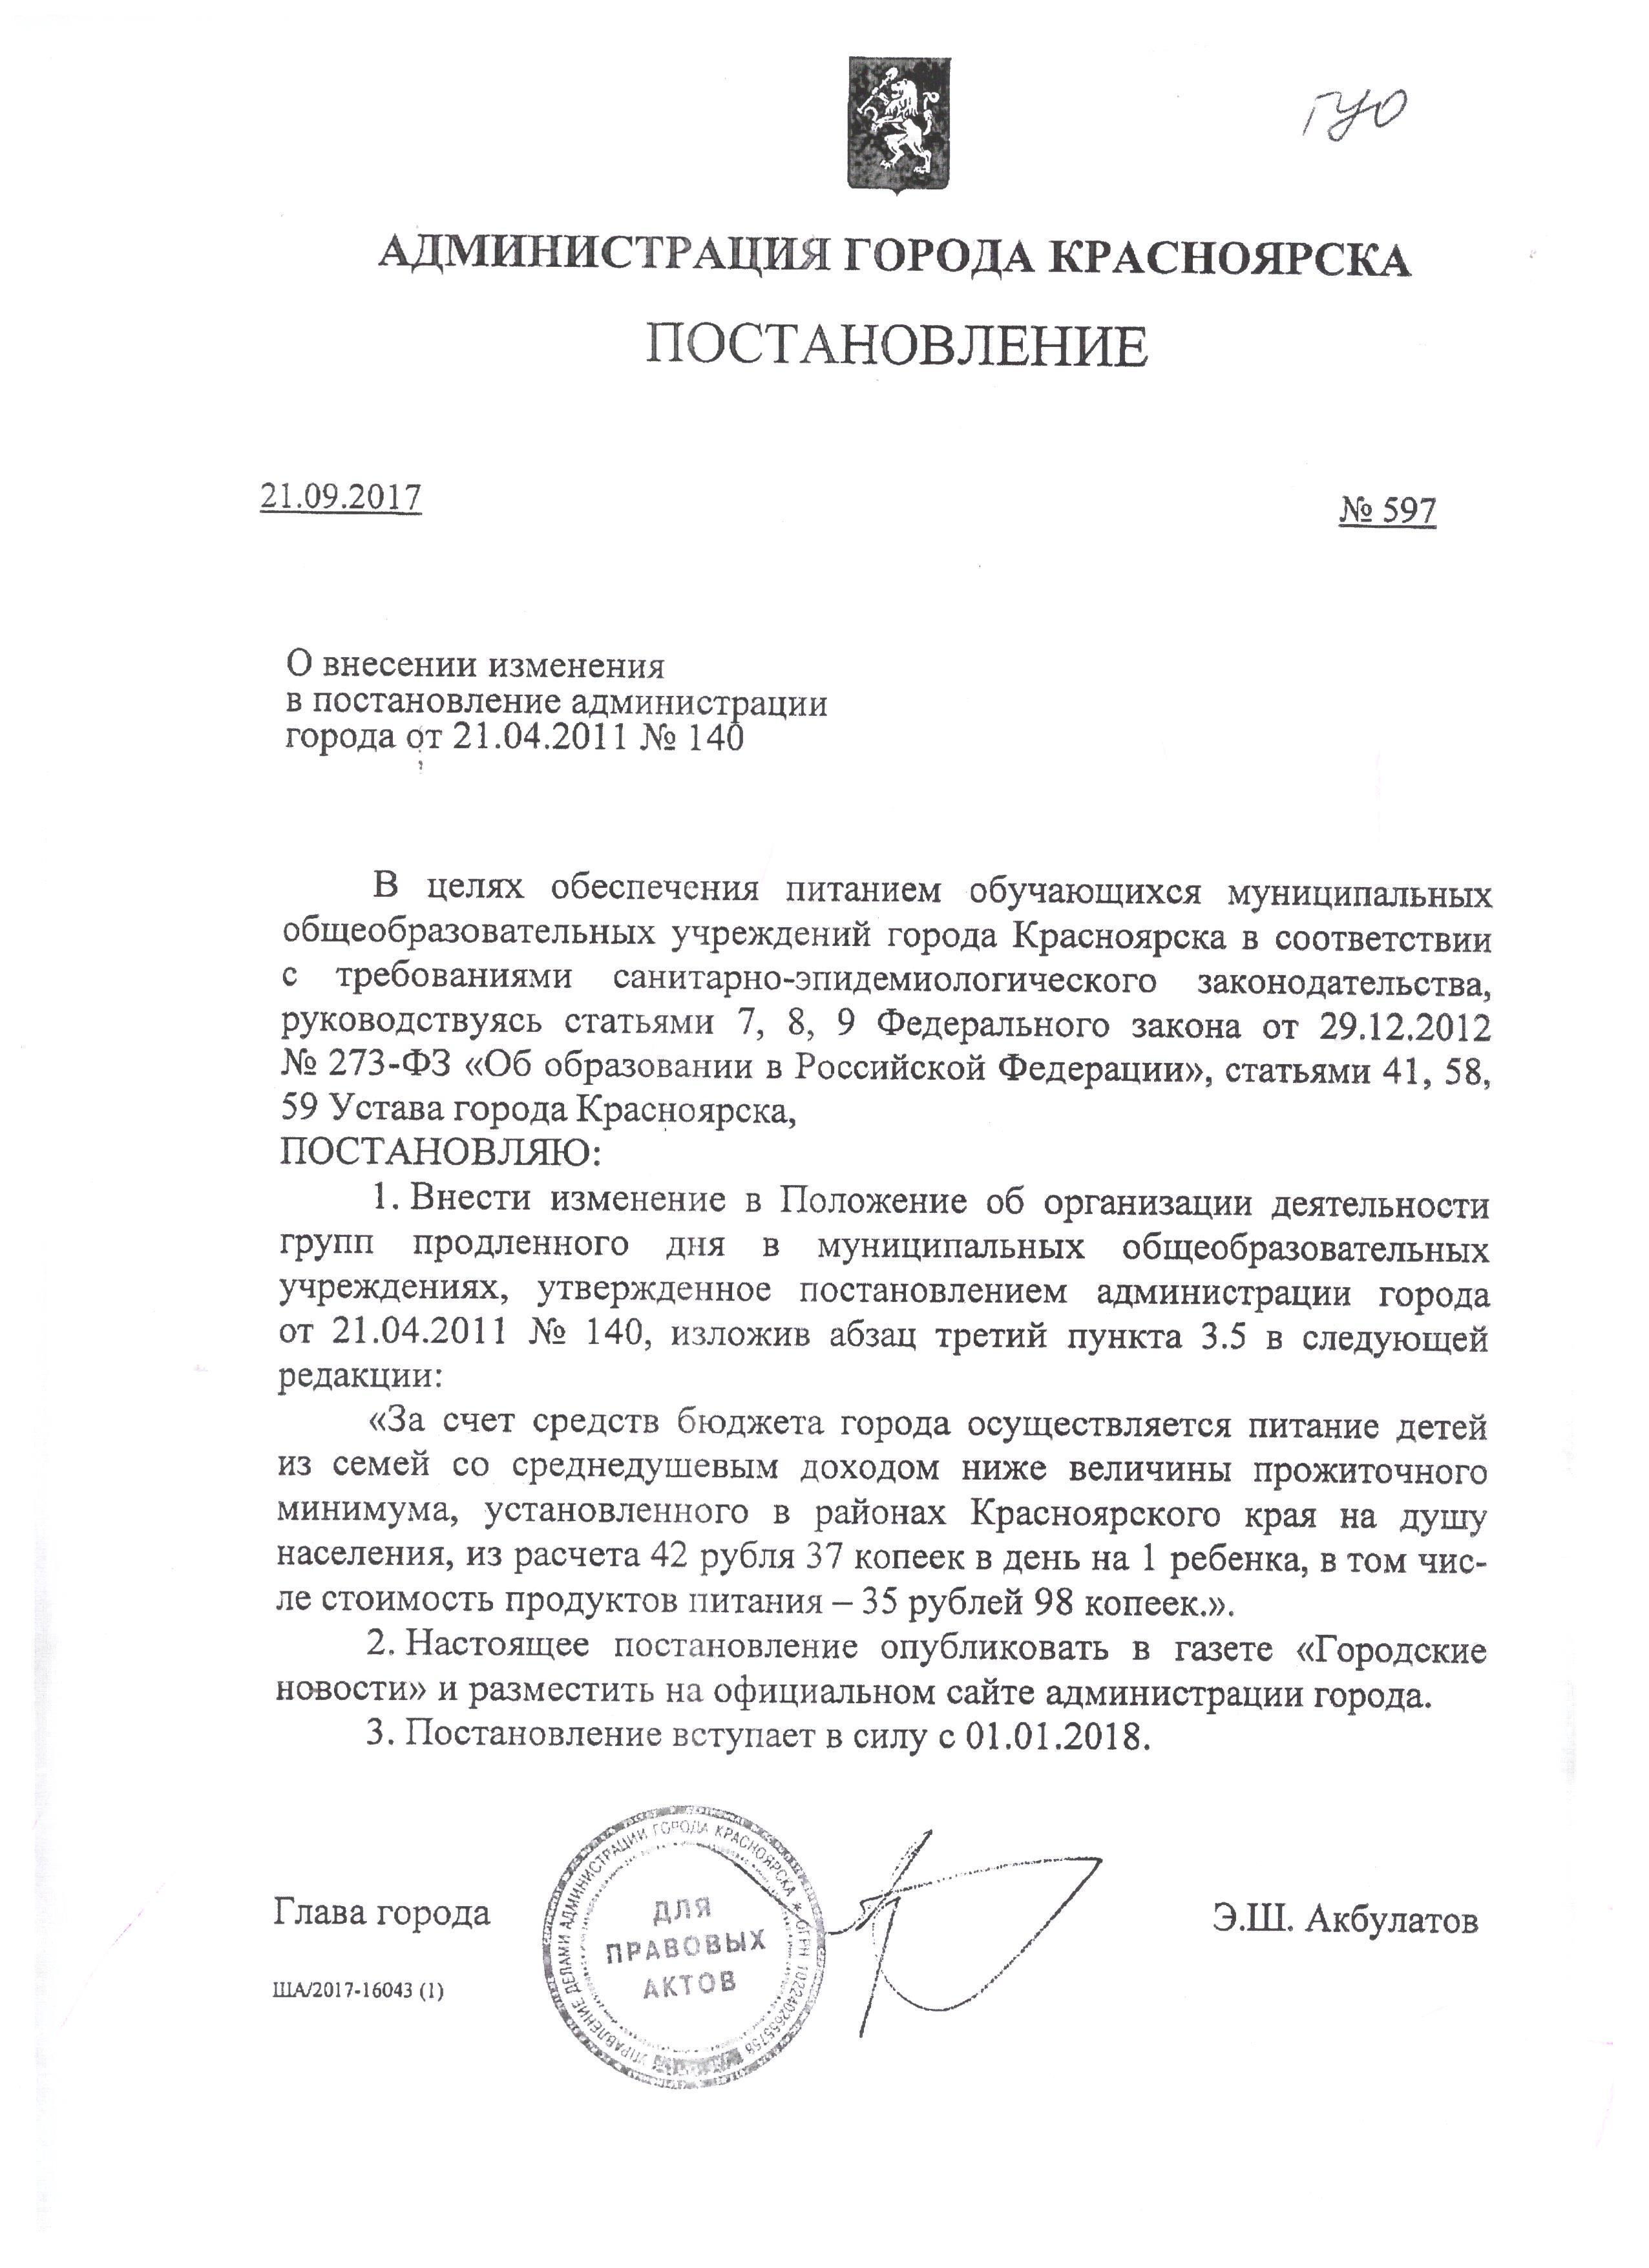 ГУО
АДМИНИСТРАЦИЯ ГОРОДА КРАСНОЯРСКА
ПОСТАНОВЛЕНИЕ
21.09.2017
№ 597
О внесении изменения
в постановление администрации
города от 21.04.2011 № 140
В целях обеспечения питанием обучающихся муниципальных
общеобразовательных учреждений города Красноярска в соответствии
с требованиями санитарно-эпидемиологического законодательства,
руководствуясь статьями 7, 8, 9 Федерального закона от 29.12.2012
№ 273-ФЗ «Об образовании в Российской Федерации», статьями 41, 58,
59 Устава города Красноярска,
ПОСТАНОВЛЯЮ:
1. Внести изменение в Положение об организации деятельности
групп продленного дня в муниципальных общеобразовательных
учреждениях, утвержденное постановлением администрации города
от 21.04.2011 № 140, изложив абзац третий пункта 3.5 в следующей
редакции:
«За счет средств бюджета города осуществляется питание детей
из семей со среднедушевым доходом ниже величины прожиточного
минимума, установленного в районах Красноярского края на душу
населения, из расчета 42 рубля 37 копеек в день на 1 ребенка, в том чис-
ле стоимость продуктов питания – 35 рублей 98 копеек.».
2. Настоящее постановление опубликовать в газете «Городские
новости» и разместить на официальном сайте администрации города.
3. Постановление вступает в силу с 01.01.2018.
Глава города
Э.Ш. Акбулатов
УПРАВЛЕНИЕ ДЕЛАМИ АДМИНИСТРАЦИИ ГОРОДА КРАСНОЯРСКА * ОГРН 1022402655758
ДЛЯ
ПРАВОВЫХ
АКТОВ
ША/2017-16043 (1)